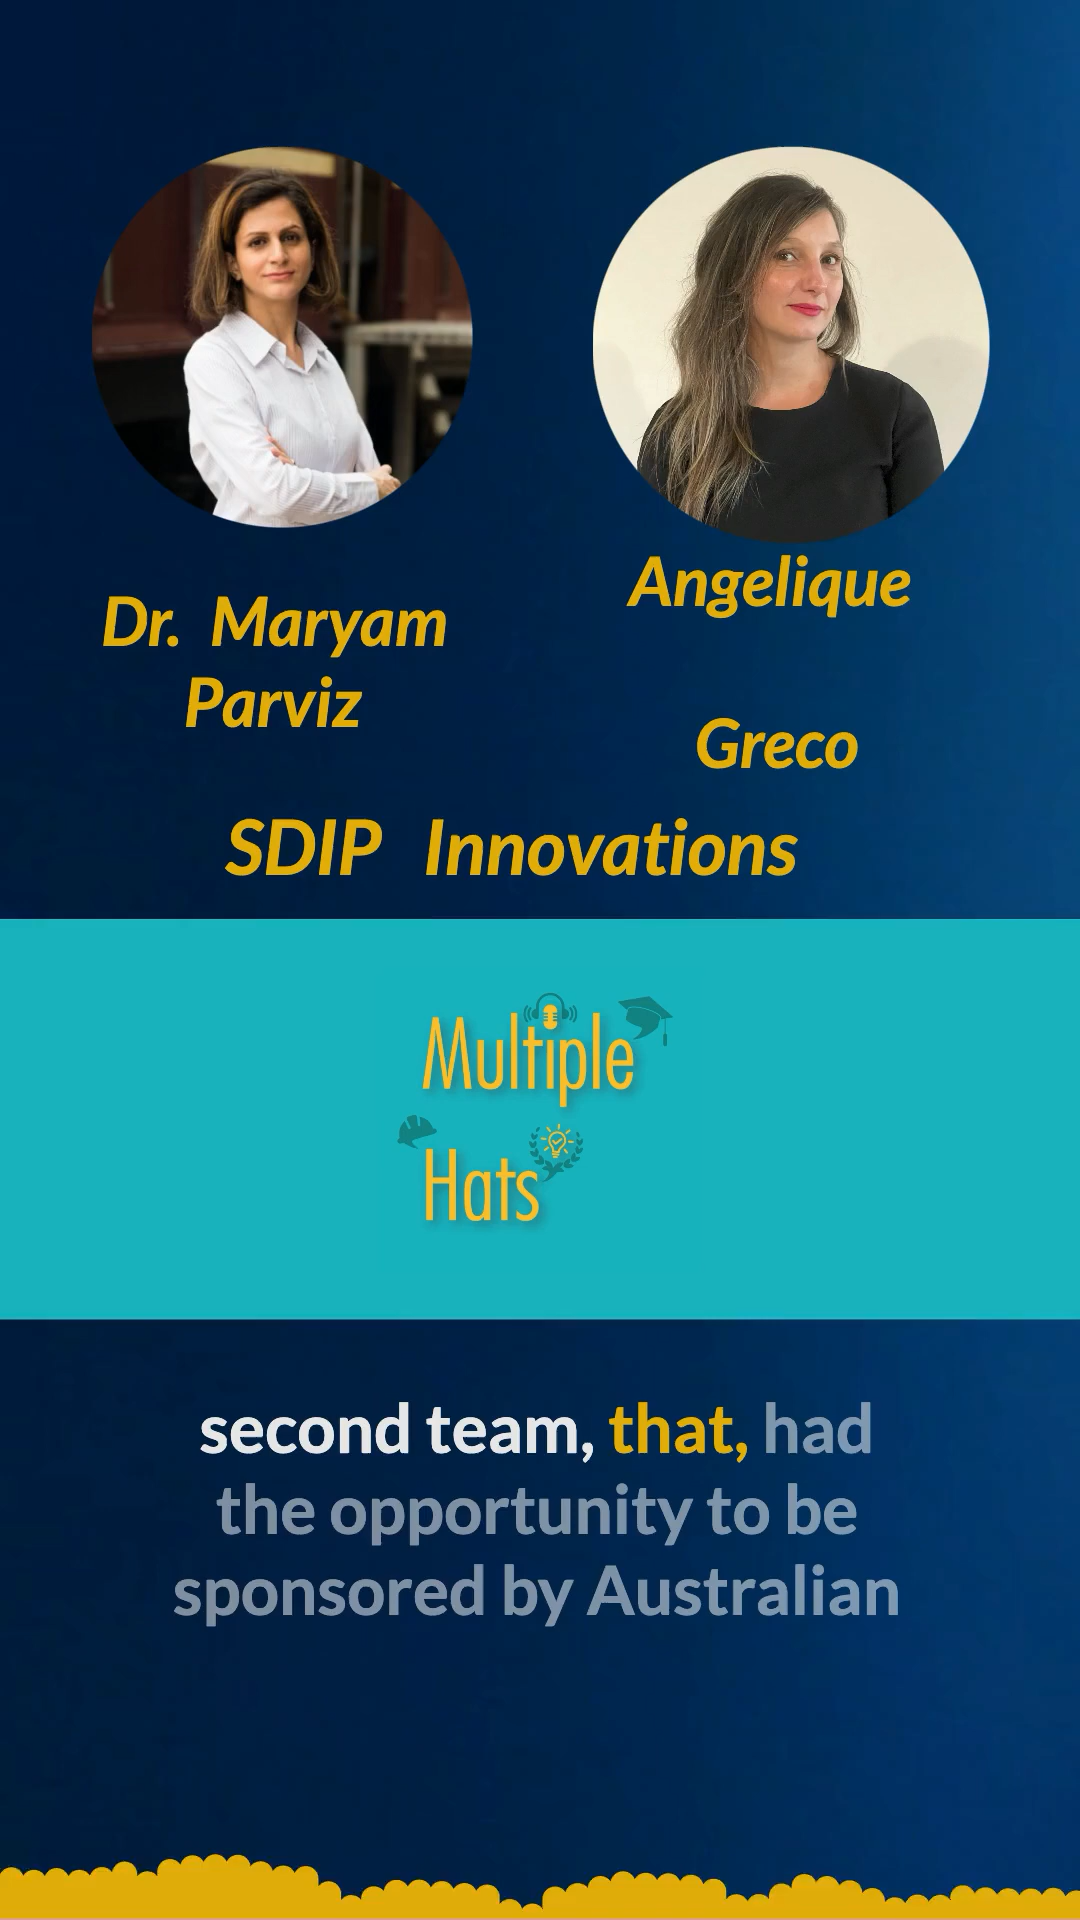 Dr. Maryam
Parviz
Angelique
Greco
SDIP Innovations
Multiple
Hats
second team, that, had
the opportunity to be
sponsored by Australian